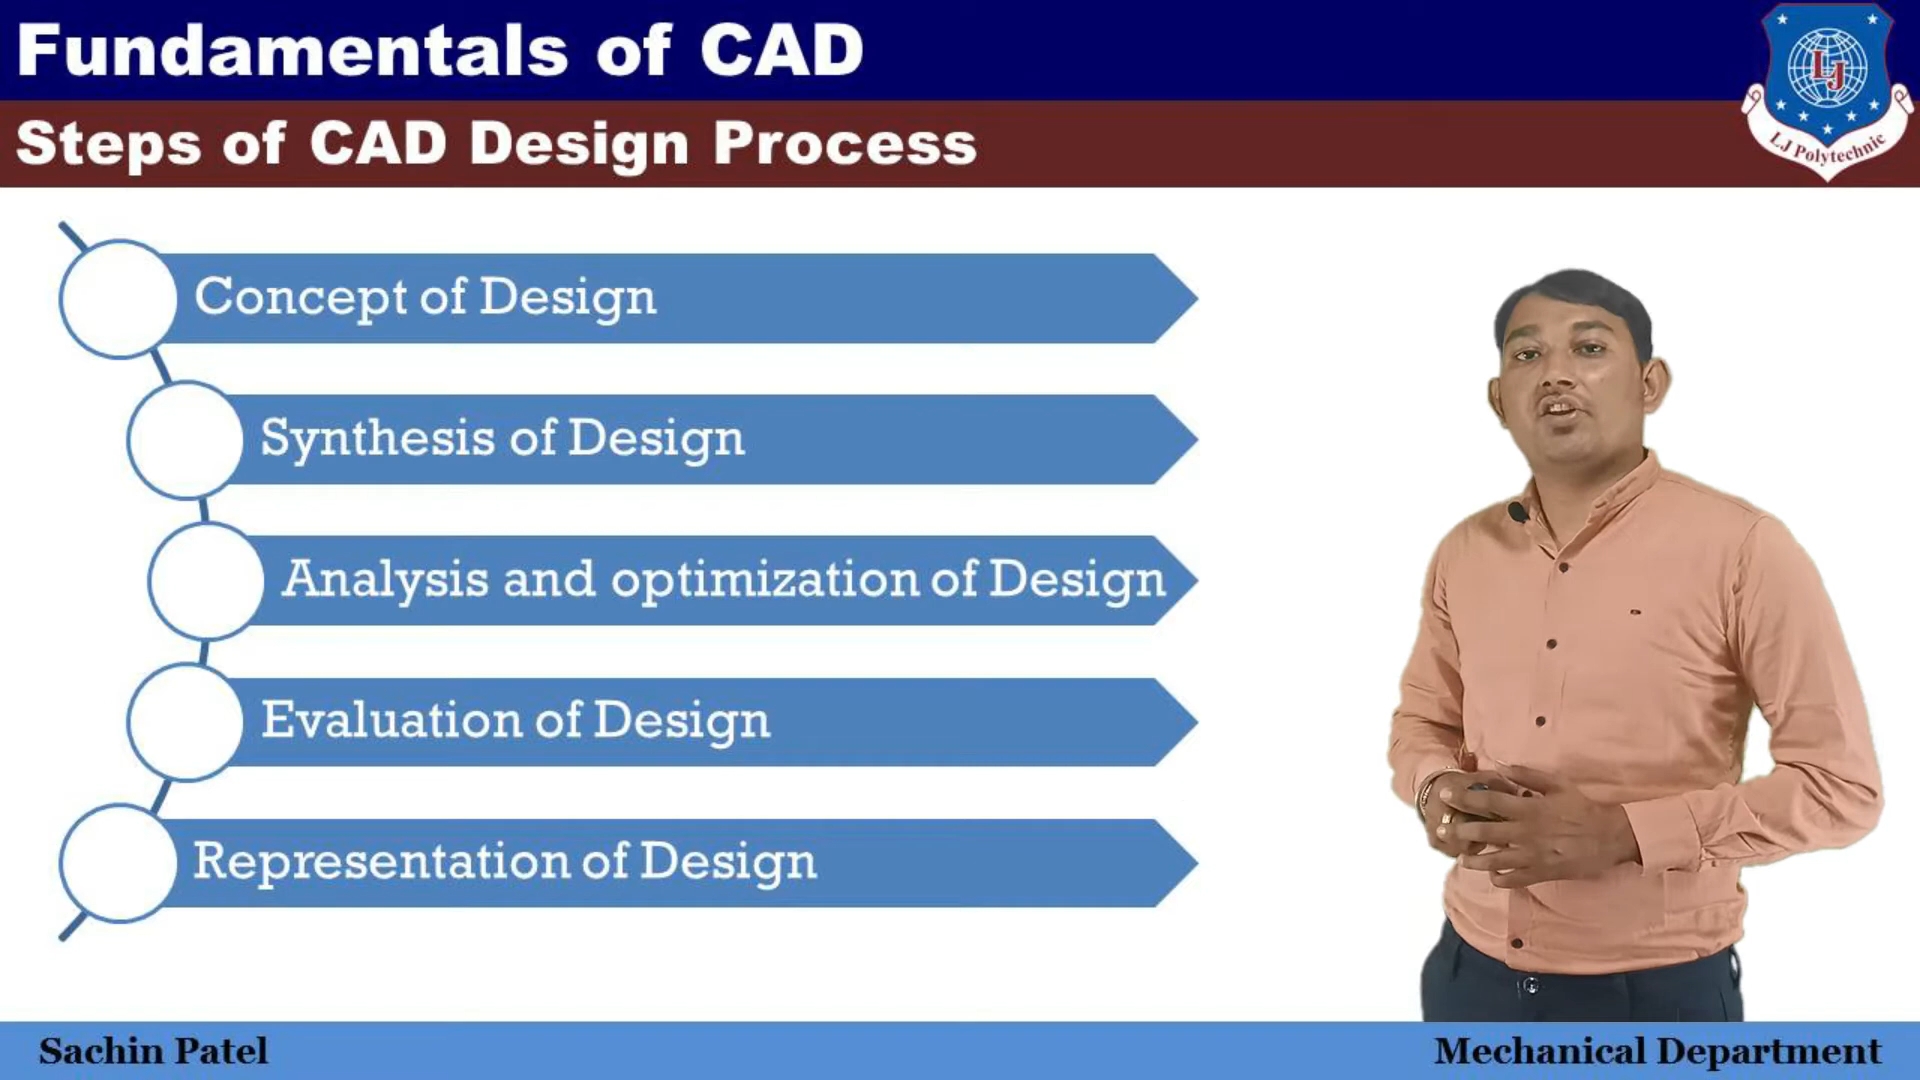 Fundamentals of CAD
Steps of CAD Design Process
LJ
LJ Polytechnic
Concept of Design
Synthesis of Design
Analysis and optimization of Design
Evaluation of Design
Representation of Design
Sachin Patel
Mechanical Department